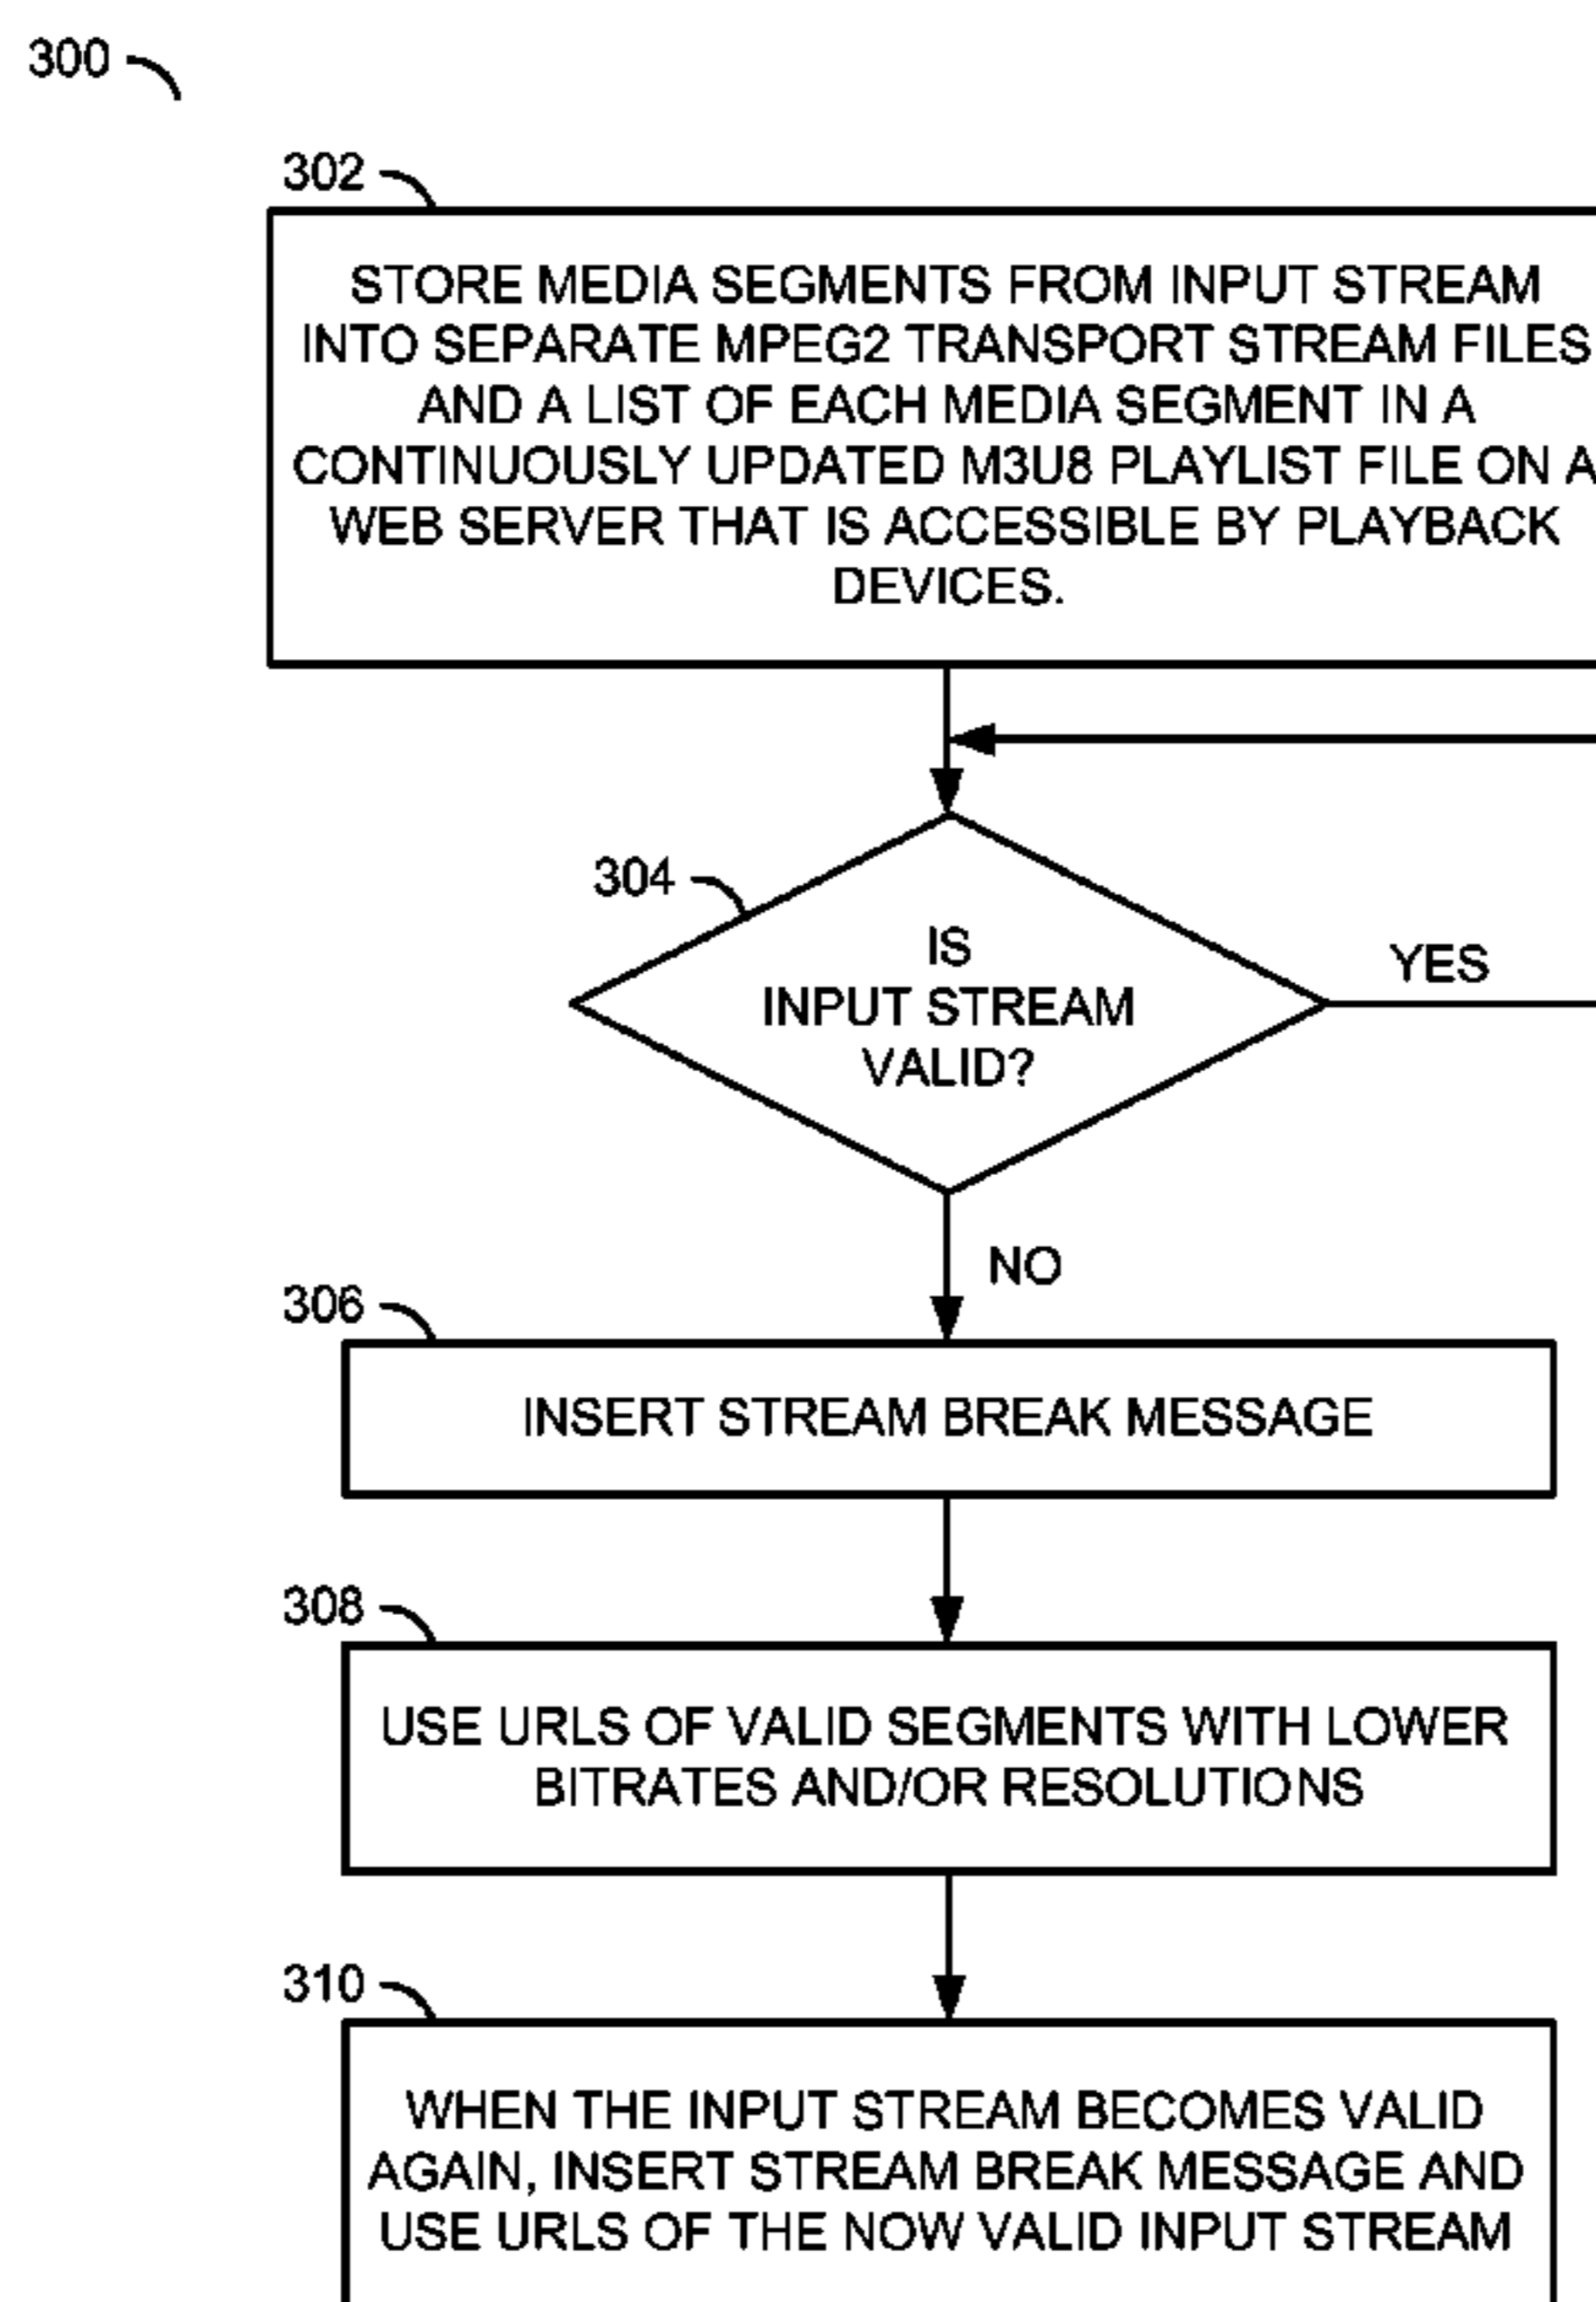 300
302
STORE MEDIA SEGMENTS FROM INPUT STREAM
INTO SEPARATE MPEG2 TRANSPORT STREAM FILES
AND A LIST OF EACH MEDIA SEGMENT IN A
CONTINUOUSLY UPDATED M3U8 PLAYLIST FILE ON A
WEB SERVER THAT IS ACCESSIBLE BY PLAYBACK
DEVICES.
304
IS
INPUT STREAM
VALID?
YES
NO
306
INSERT STREAM BREAK MESSAGE
308
USE URLS OF VALID SEGMENTS WITH LOWER
BITRATES AND/OR RESOLUTIONS
310
WHEN THE INPUT STREAM BECOMES VALID
AGAIN, INSERT STREAM BREAK MESSAGE AND
USE URLS OF THE NOW VALID INPUT STREAM